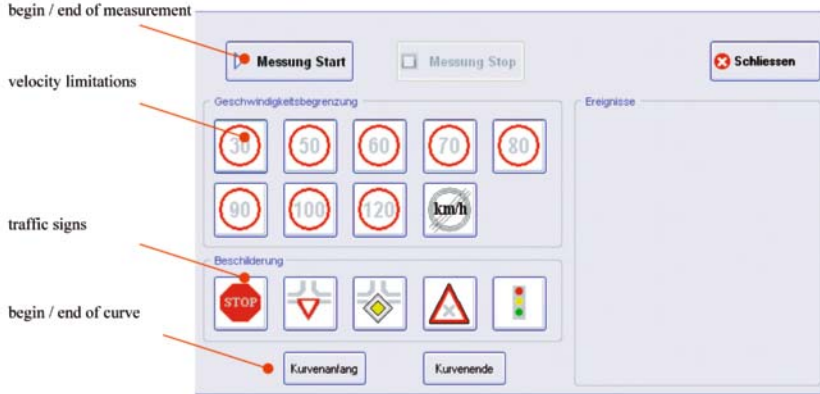 begin / end of measurement
Messung Start
Messung Stop
Schliessen
velocity limitations
Geschwindigkeitsbegrenzung
Ereignisse
30 50 60 70 80
90 100 120 km/h
traffic signs
Beschilderung
STOP
begin / end of curve
Kurvenanfang
Kurvenende